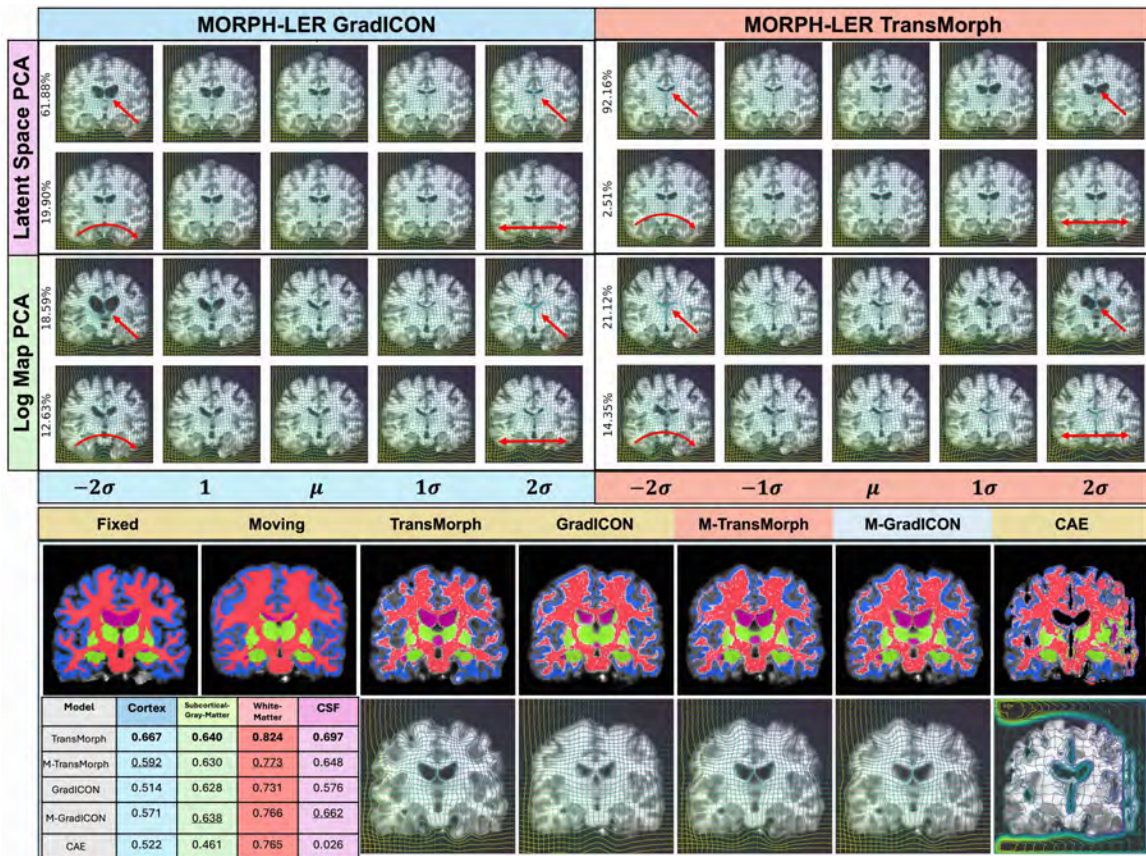 MORPH-LER GradICON
MORPH-LER TransMorph
Latent Space PCA
61.88%
92.16%
19.90%
2.51%
Log Map PCA
18.59%
21.12%
12.63%
14.35%
−2σ 1 μ 1σ 2σ −2σ −1σ μ 1σ 2σ
Fixed Moving TransMorph GradICON M-TransMorph M-GradICON CAE
Model Cortex Subcortical-Gray-Matter White-Matter CSF
TransMorph 0.667 0.640 0.824 0.697
M-TransMorph 0.592 0.630 0.773 0.648
GradICON 0.514 0.628 0.731 0.576
M-GradICON 0.571 0.638 0.766 0.662
CAE 0.522 0.461 0.765 0.026